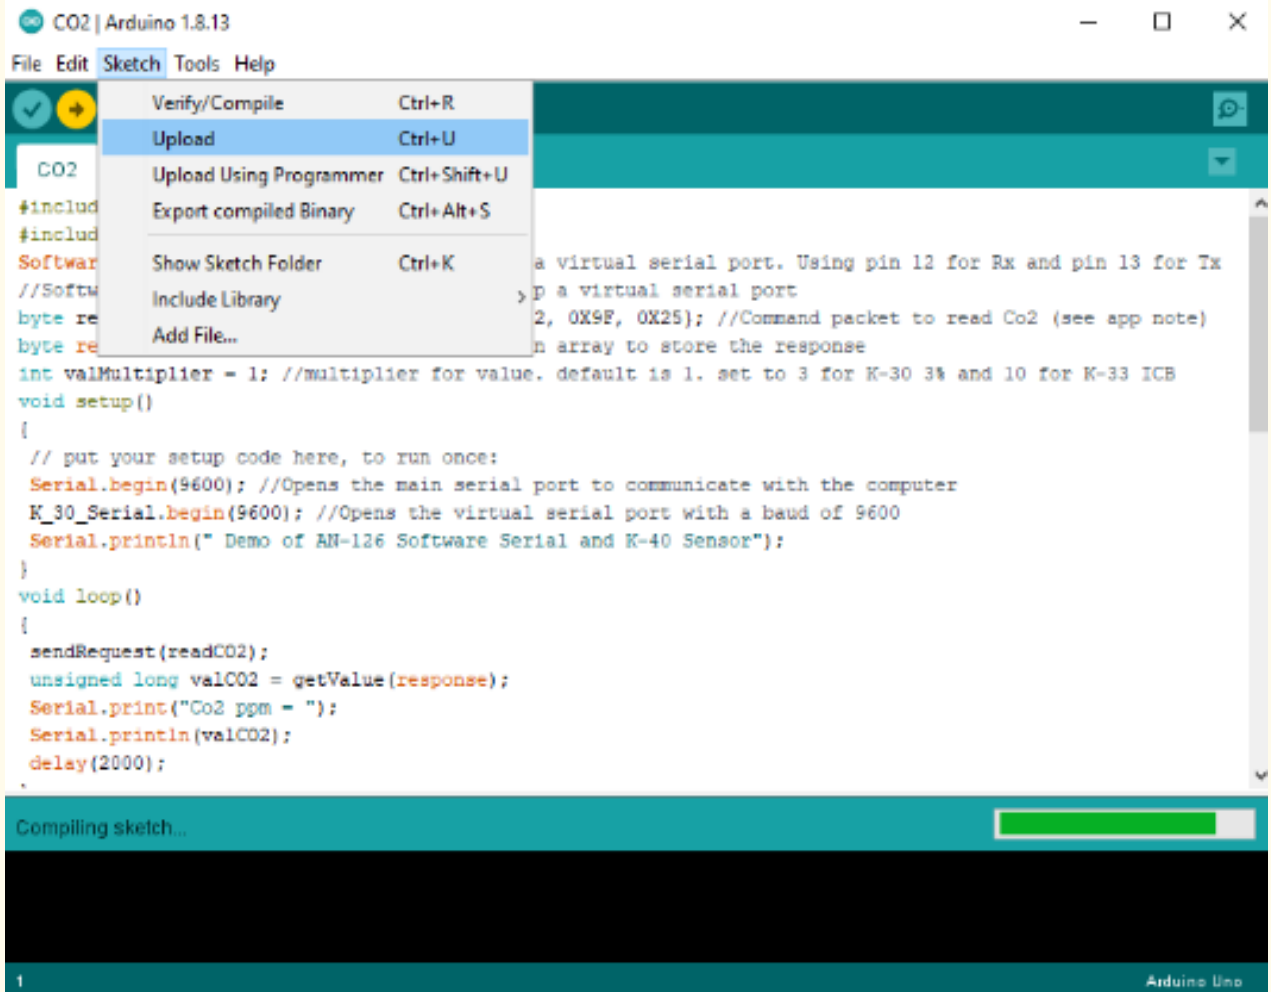 CO2 | Arduino 1.8.13
File Edit Sketch Tools Help
Verify/Compile Ctrl+R
Upload Ctrl+U
CO2
Upload Using Programmer Ctrl+Shift+U
#includ
Export compiled Binary Ctrl+Alt+S
#includ
Softwar
Show Sketch Folder Ctrl+K
a virtual serial port. Using pin 12 for Rx and pin 13 for Tx
//Softw
Include Library
p a virtual serial port
byte re
2, 0X9F, 0X25}; //Command packet to read Co2 (see app note)
Add File...
byte re
n array to store the response
int valMultiplier = 1; //multiplier for value. default is 1. set to 3 for K-30 3% and 10 for K-33 ICB
void setup()
{
// put your setup code here, to run once:
Serial.begin(9600); //Opens the main serial port to communicate with the computer
K_30_Serial.begin(9600); //Opens the virtual serial port with a baud of 9600
Serial.println(" Demo of AN-126 Software Serial and K-40 Sensor");
}
void loop()
{
sendRequest(readCO2);
unsigned long valCO2 = getValue(response);
Serial.print("Co2 ppm = ");
Serial.println(valCO2);
delay(2000);
Compiling sketch...
1
Arduino Uno